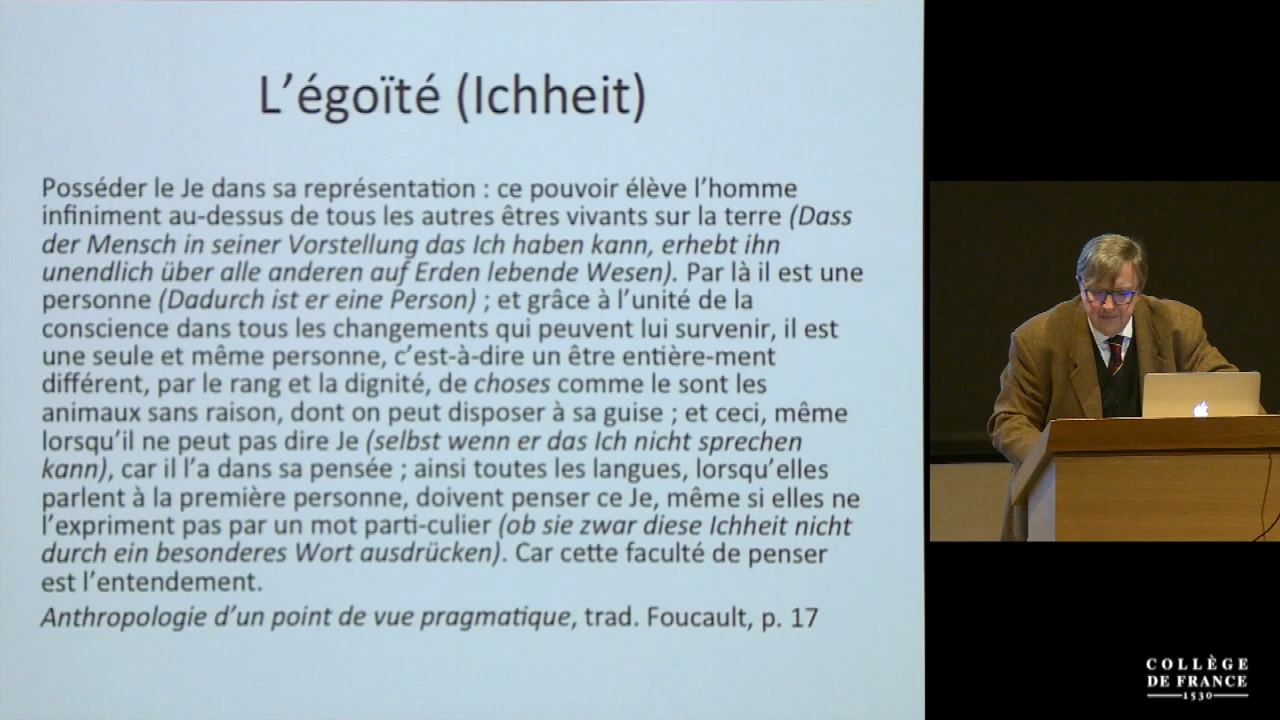 L’égoïté (Ichheit)
Posséder le Je dans sa représentation : ce pouvoir élève l’homme
infiniment au-dessus de tous les autres êtres vivants sur la terre (Dass
der Mensch in seiner Vorstellung das Ich haben kann, erhebt ihn
unendlich über alle anderen auf Erden lebende Wesen). Par là il est une
personne (Dadurch ist er eine Person) ; et grâce à l’unité de la
conscience dans tous les changements qui peuvent lui survenir, il est
une seule et même personne, c’est-à-dire un être entière-ment
différent, par le rang et la dignité, de choses comme le sont les
animaux sans raison, dont on peut disposer à sa guise ; et ceci, même
lorsqu’il ne peut pas dire Je (selbst wenn er das Ich nicht sprechen
kann), car il l’a dans sa pensée ; ainsi toutes les langues, lorsqu’elles
parlent à la première personne, doivent penser ce Je, même si elles ne
l’expriment pas par un mot parti-culier (ob sie zwar diese Ichheit nicht
durch ein besonderes Wort ausdrücken). Car cette faculté de penser
est l’entendement.
Anthropologie d’un point de vue pragmatique, trad. Foucault, p. 17
COLLÈGE
DE FRANCE
1530